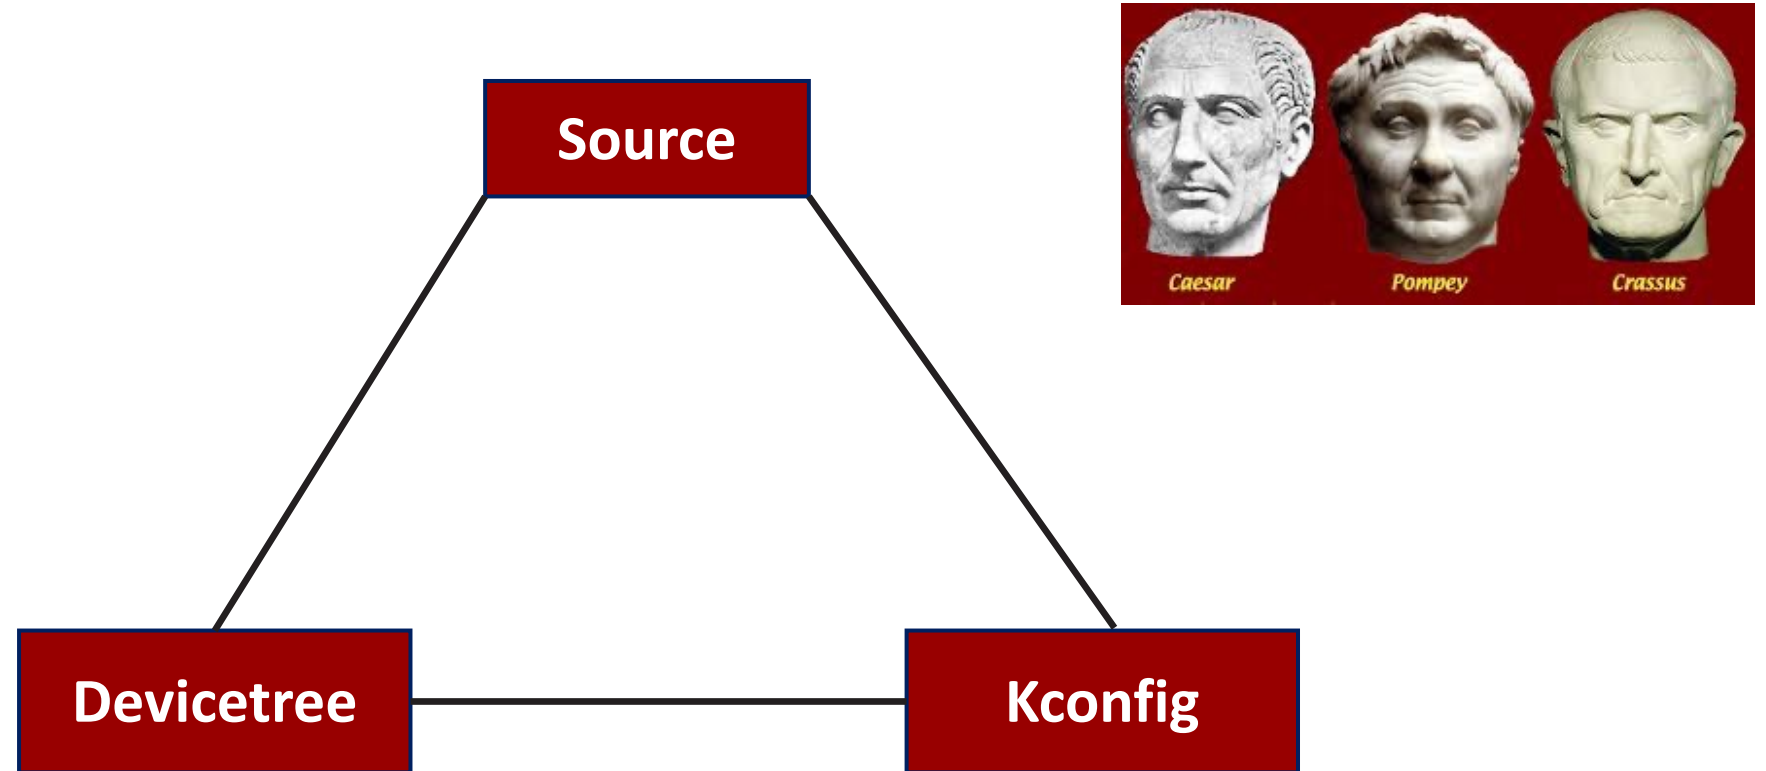 Source
Caesar
Pompey
Crassus
Devicetree
Kconfig